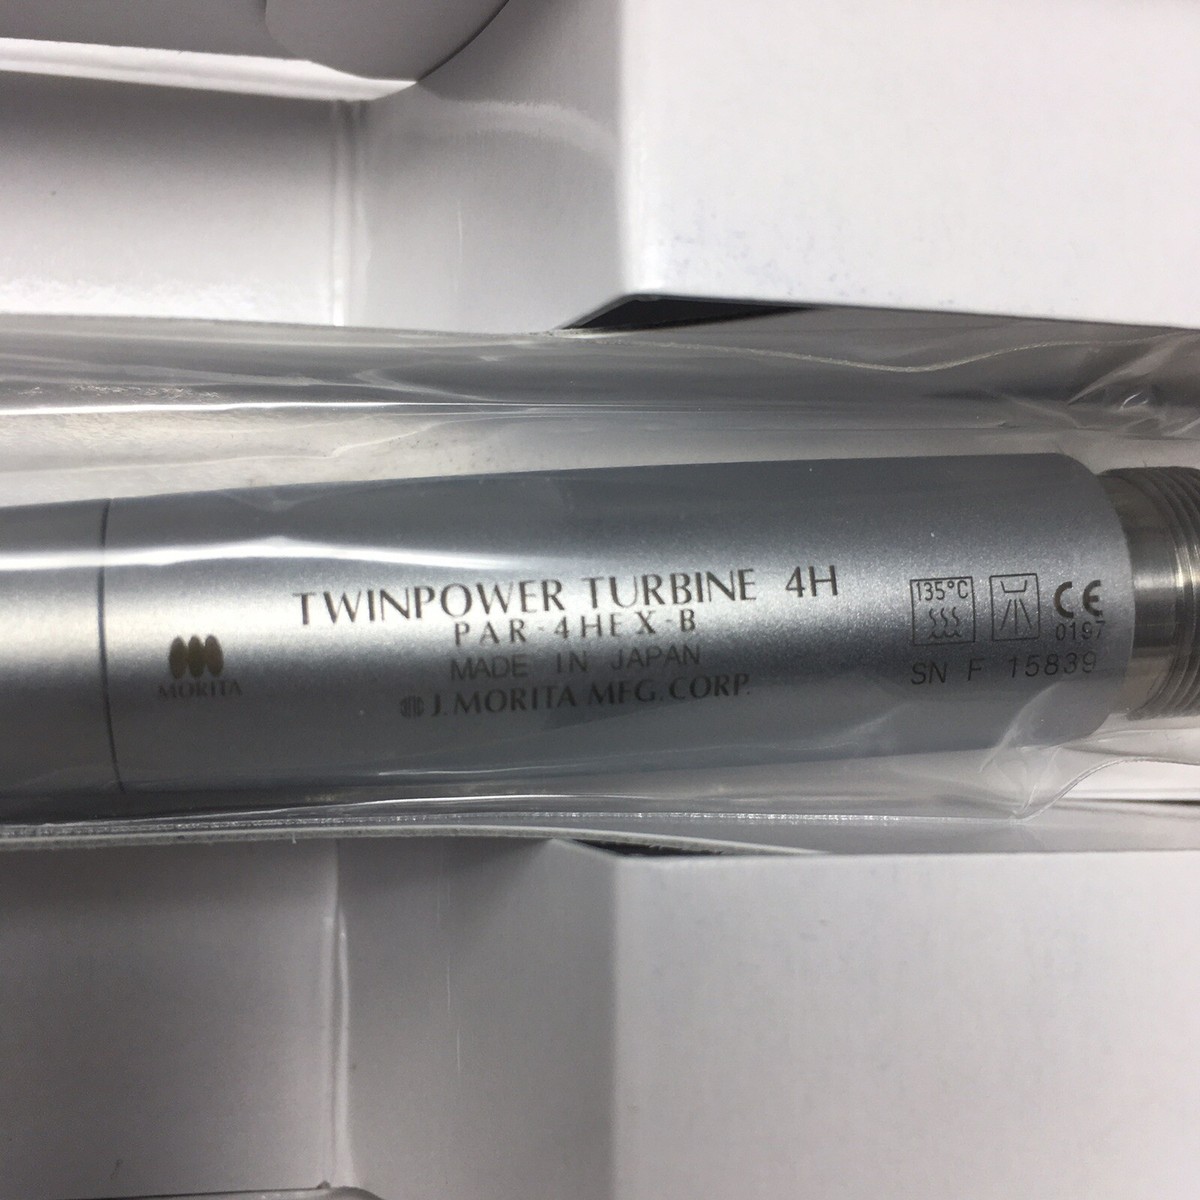 TWINPOWER TURBINE 4H
PAR-4HEX-B
MADE IN JAPAN
J. MORITA MFG. CORP.
MORITA
135°C
CE
0197
SN F 15839